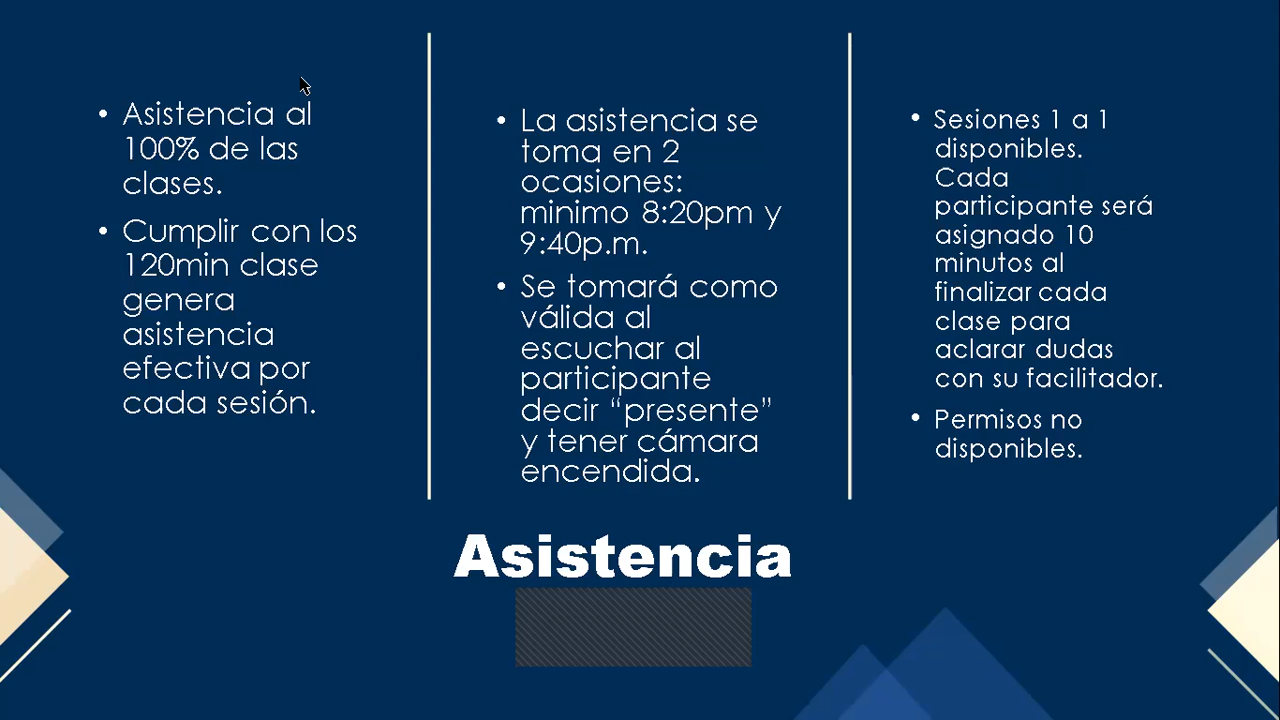 • Asistencia al
100% de las
clases.
• Cumplir con los
120min clase
genera
asistencia
efectiva por
cada sesión.
• La asistencia se
toma en 2
ocasiones:
minimo 8:20pm y
9:40p.m.
• Se tomará como
válida al
escuchar al
participante
decir “presente”
y tener cámara
encendida.
• Sesiones 1 a 1
disponibles.
Cada
participante será
asignado 10
minutos al
finalizar cada
clase para
aclarar dudas
con su facilitador.
• Permisos no
disponibles.
Asistencia